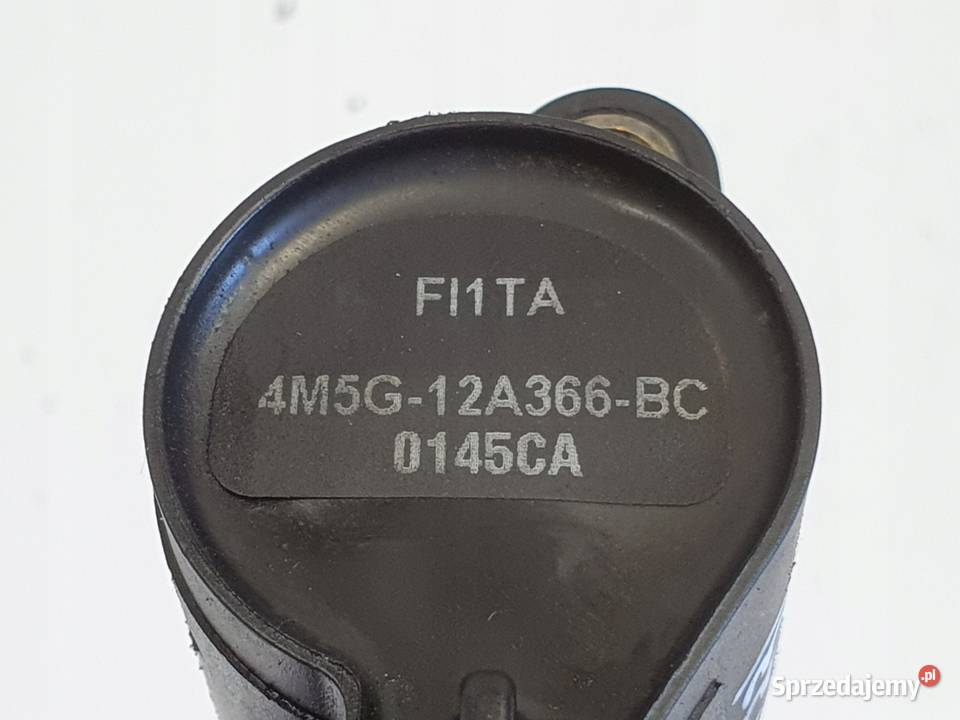 FI1TA
4M5G-12A366-BC
0145CA
Sprzedajemy.pl